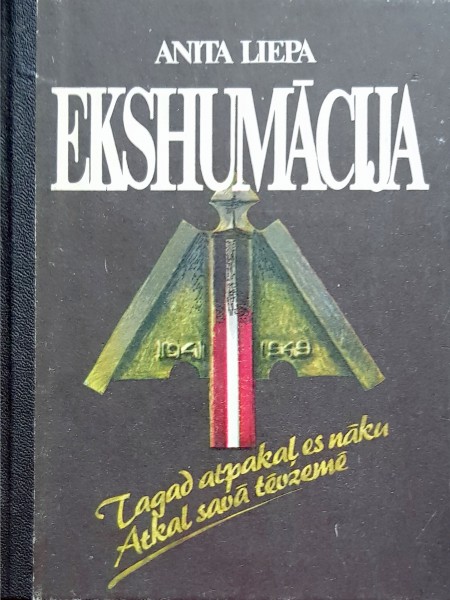 ANITA LIEPA
EKSHUMĀCIJA
1941 1949
Tagad atpakaļ es nāku
Atkal savā tēvzemē